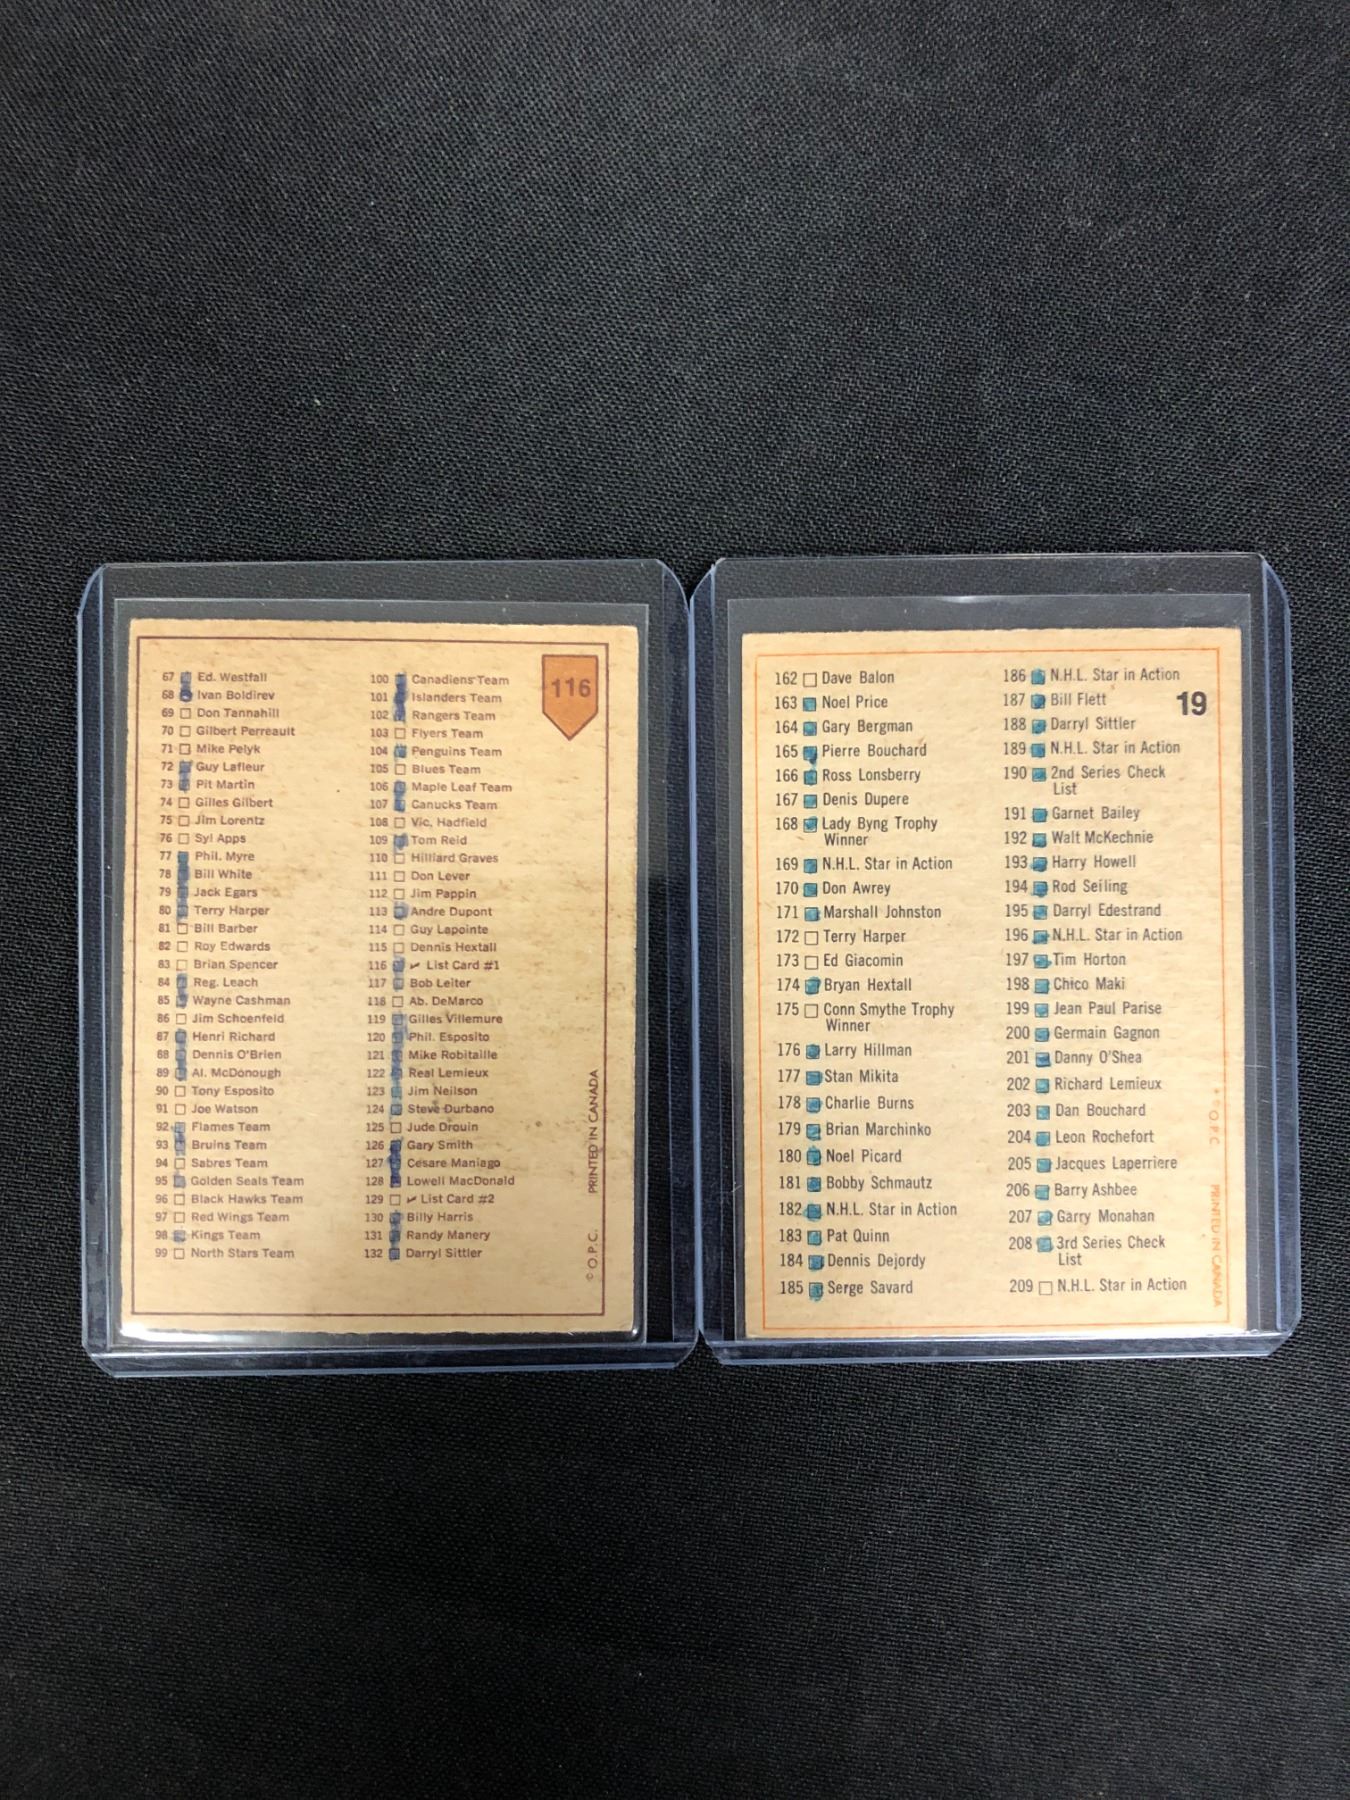 67 Ed. Westfall
68 Ivan Boldirev
69 Don Tannahill
70 Gilbert Perreault
71 Mike Pelyk
72 Guy Lafleur
73 Pit Martin
74 Gilles Gilbert
75 Jim Lorentz
76 Syl Apps
77 Phil. Myre
78 Bill White
79 Jack Egars
80 Terry Harper
81 Bill Barber
82 Roy Edwards
83 Brian Spencer
84 Reg. Leach
85 Wayne Cashman
86 Jim Schoenfeld
87 Henri Richard
88 Dennis O'Brien
89 Al. McDonough
90 Tony Esposito
91 Joe Watson
92 Flames Team
93 Bruins Team
94 Sabres Team
95 Golden Seals Team
96 Black Hawks Team
97 Red Wings Team
98 Kings Team
99 North Stars Team
100 Canadiens Team
101 Islanders Team
102 Rangers Team
103 Flyers Team
104 Penguins Team
105 Blues Team
106 Maple Leaf Team
107 Canucks Team
108 Vic. Hadfield
109 Tom Reid
110 Hilliard Graves
111 Don Lever
112 Jim Pappin
113 Andre Dupont
114 Guy Lapointe
115 Dennis Hextall
116 ✓ List Card #1
117 Bob Leiter
118 Ab. DeMarco
119 Gilles Villemure
120 Phil. Esposito
121 Mike Robitaille
122 Real Lemieux
123 Jim Neilson
124 Steve Durbano
125 Jude Drouin
126 Gary Smith
127 Cesare Maniago
128 Lowell MacDonald
129 ✓ List Card #2
130 Billy Harris
131 Randy Manery
132 Darryl Sittler
116
© O.P.C. PRINTED IN CANADA
162 Dave Balon
163 Noel Price
164 Gary Bergman
165 Pierre Bouchard
166 Ross Lonsberry
167 Denis Dupere
168 Lady Byng Trophy
Winner
169 N.H.L. Star in Action
170 Don Awrey
171 Marshall Johnston
172 Terry Harper
173 Ed Giacomin
174 Bryan Hextall
175 Conn Smythe Trophy
Winner
176 Larry Hillman
177 Stan Mikita
178 Charlie Burns
179 Brian Marchinko
180 Noel Picard
181 Bobby Schmautz
182 N.H.L. Star in Action
183 Pat Quinn
184 Dennis Dejordy
185 Serge Savard
186 N.H.L. Star in Action
187 Bill Flett
188 Darryl Sittler
189 N.H.L. Star in Action
190 2nd Series Check
List
191 Garnet Bailey
192 Walt McKechnie
193 Harry Howell
194 Rod Seiling
195 Darryl Edestrand
196 N.H.L. Star in Action
197 Tim Horton
198 Chico Maki
199 Jean Paul Parise
200 Germain Gagnon
201 Danny O'Shea
202 Richard Lemieux
203 Dan Bouchard
204 Leon Rochefort
205 Jacques Laperriere
206 Barry Ashbee
207 Garry Monahan
208 3rd Series Check
List
209 N.H.L. Star in Action
19
* © O.P.C.
PRINTED IN CANADA